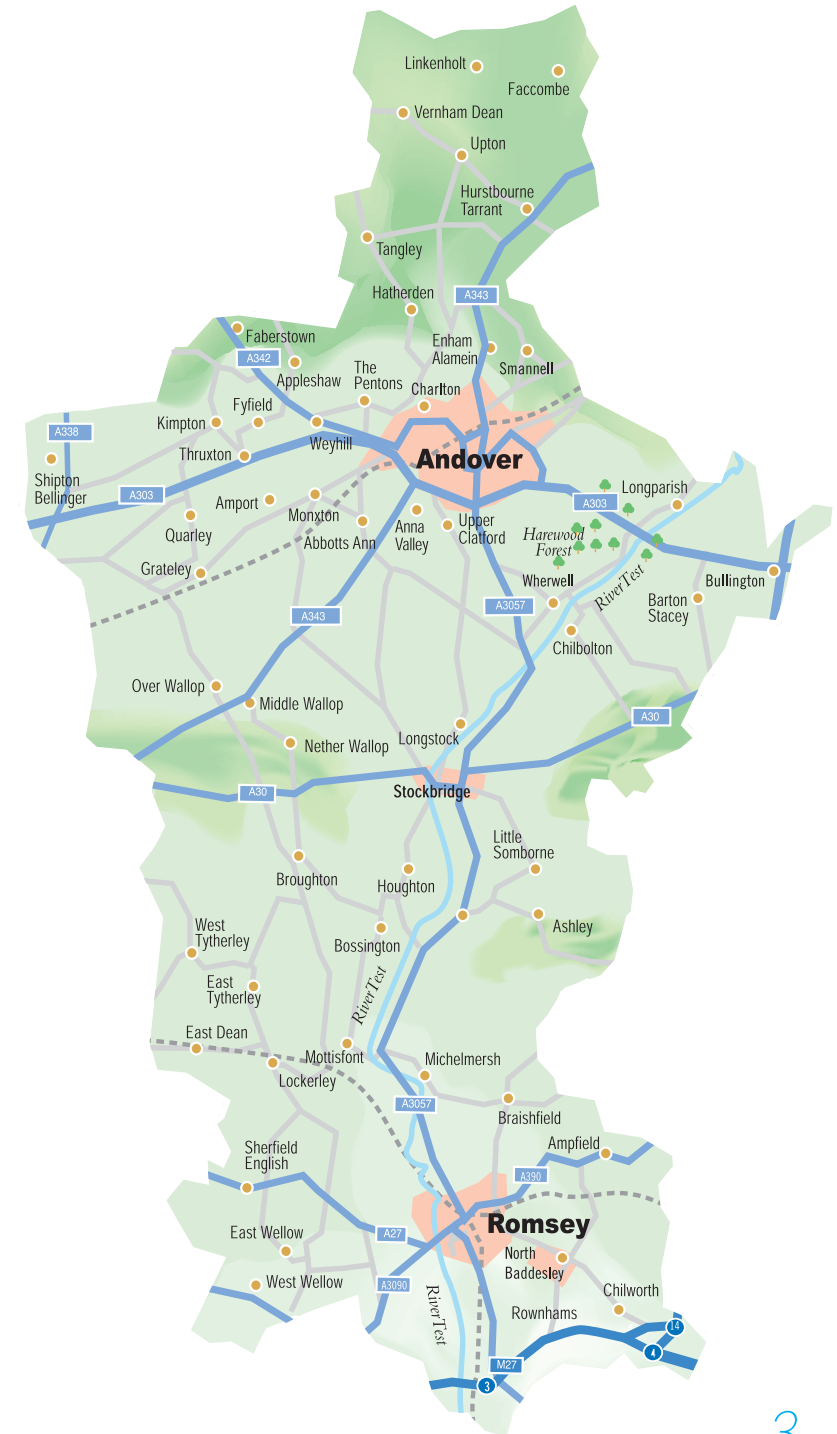 Linkenholt
Faccombe
Vernham Dean
Upton
Hurstbourne
Tarrant
Tangley
Hatherden
A343
Faberstown
Enham
Alamein
Smannell
A342
Appleshaw
The
Pentons
Charlton
Fyfield
Kimpton
Weyhill
A338
Thruxton
Andover
Shipton
Bellinger
A303
Amport
Monxton
Longparish
A303
Quarley
Abbotts Ann
Anna
Valley
Upper
Clatford
Harewood
Forest
Grateley
Wherwell
River Test
Bullington
Barton
Stacey
A343
A3057
Chilbolton
Over Wallop
Middle Wallop
A30
Nether Wallop
Longstock
A30
Stockbridge
Little
Somborne
Broughton
Houghton
West
Tytherley
Bossington
Ashley
East
Tytherley
River Test
East Dean
Mottisfont
Michelmersh
Lockerley
A3057
Braishfield
Sherfield
English
Ampfield
A390
Romsey
East Wellow
A27
North
Baddesley
West Wellow
A3090
River Test
Chilworth
Rownhams
14
4
M27
3
3